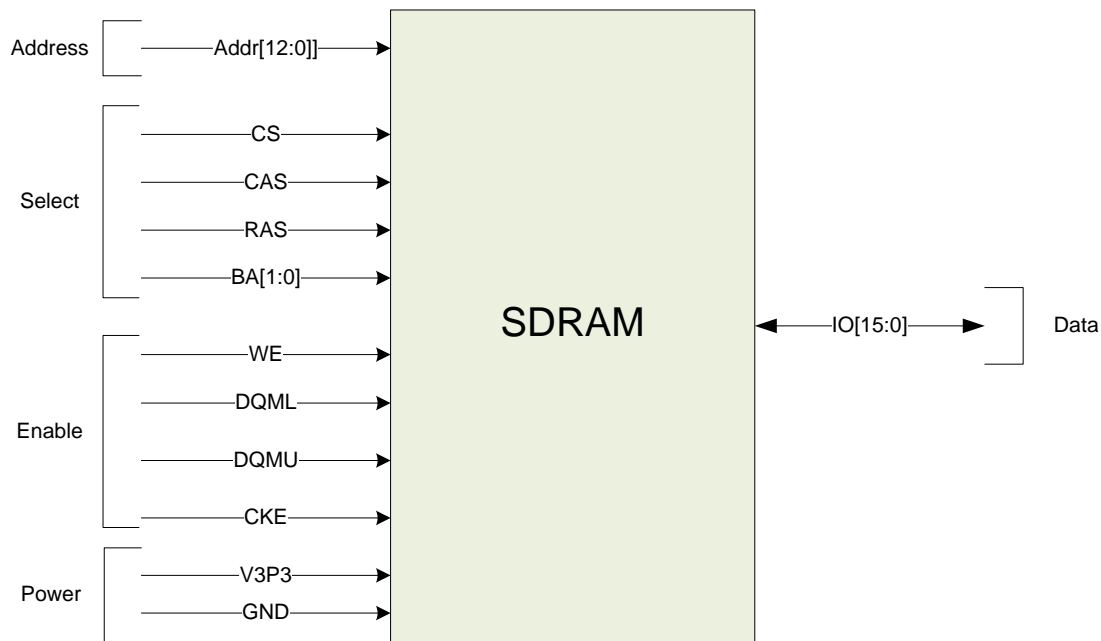 Address
Addr[12:0]]
Select
CS
CAS
RAS
BA[1:0]
Enable
WE
DQML
DQMU
CKE
Power
V3P3
GND
SDRAM
IO[15:0]
Data